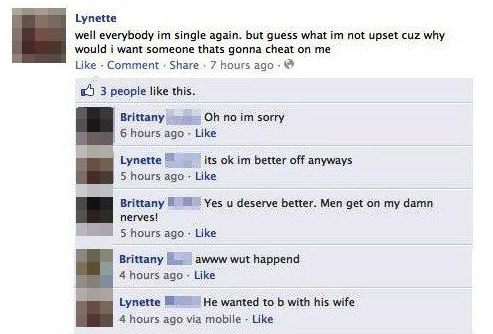 Lynette
well everybody im single again. but guess what im not upset cuz why
would i want someone thats gonna cheat on me
Like · Comment · Share · 7 hours ago ·
3 people like this.
Brittany Oh no im sorry
6 hours ago · Like
Lynette its ok im better off anyways
5 hours ago · Like
Brittany Yes u deserve better. Men get on my damn
nerves!
5 hours ago · Like
Brittany awww wut happend
4 hours ago · Like
Lynette He wanted to b with his wife
4 hours ago via mobile · Like